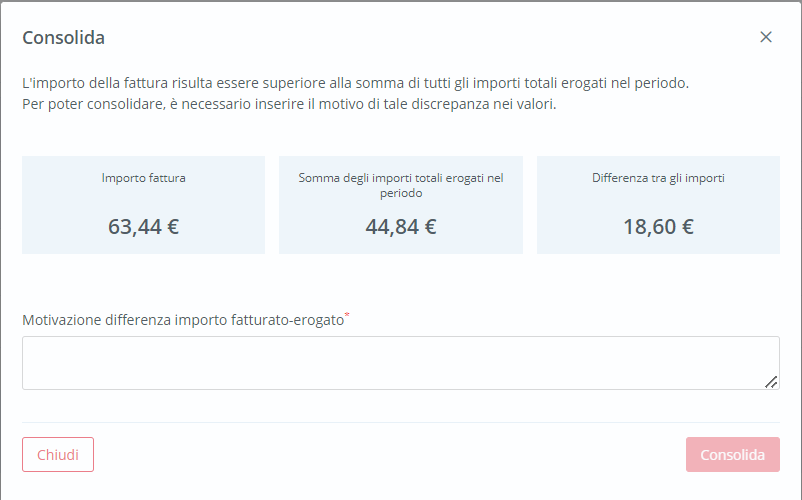 Consolida
L'importo della fattura risulta essere superiore alla somma di tutti gli importi totali erogati nel periodo.
Per poter consolidare, è necessario inserire il motivo di tale discrepanza nei valori.
Importo fattura
63,44 €
Somma degli importi totali erogati nel
periodo
44,84 €
Differenza tra gli importi
18,60 €
Motivazione differenza importo fatturato-erogato*
Chiudi
Consolida